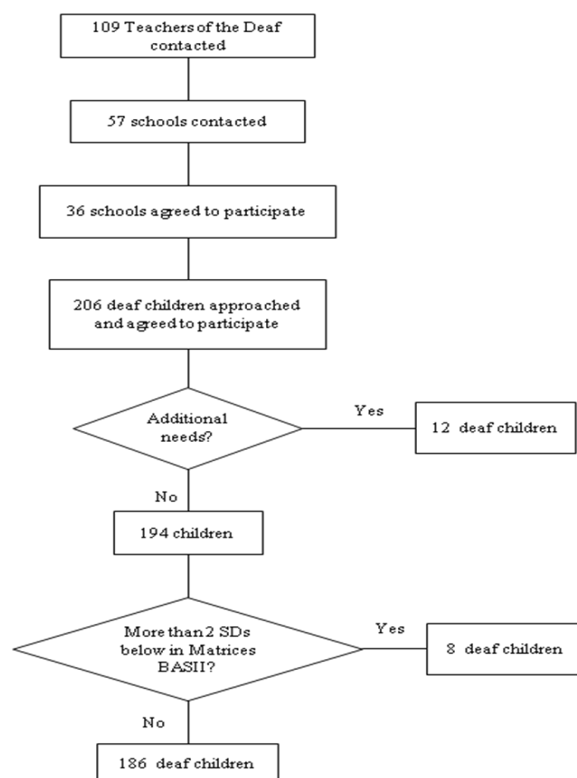 109 Teachers of the Deaf
contacted
57 schools contacted
36 schools agreed to participate
206 deaf children approached
and agreed to participate
Additional
needs?
Yes
12 deaf children
No
194 children
More than 2 SDs
below in Matrices
BASII?
Yes
8 deaf children
No
186 deaf children